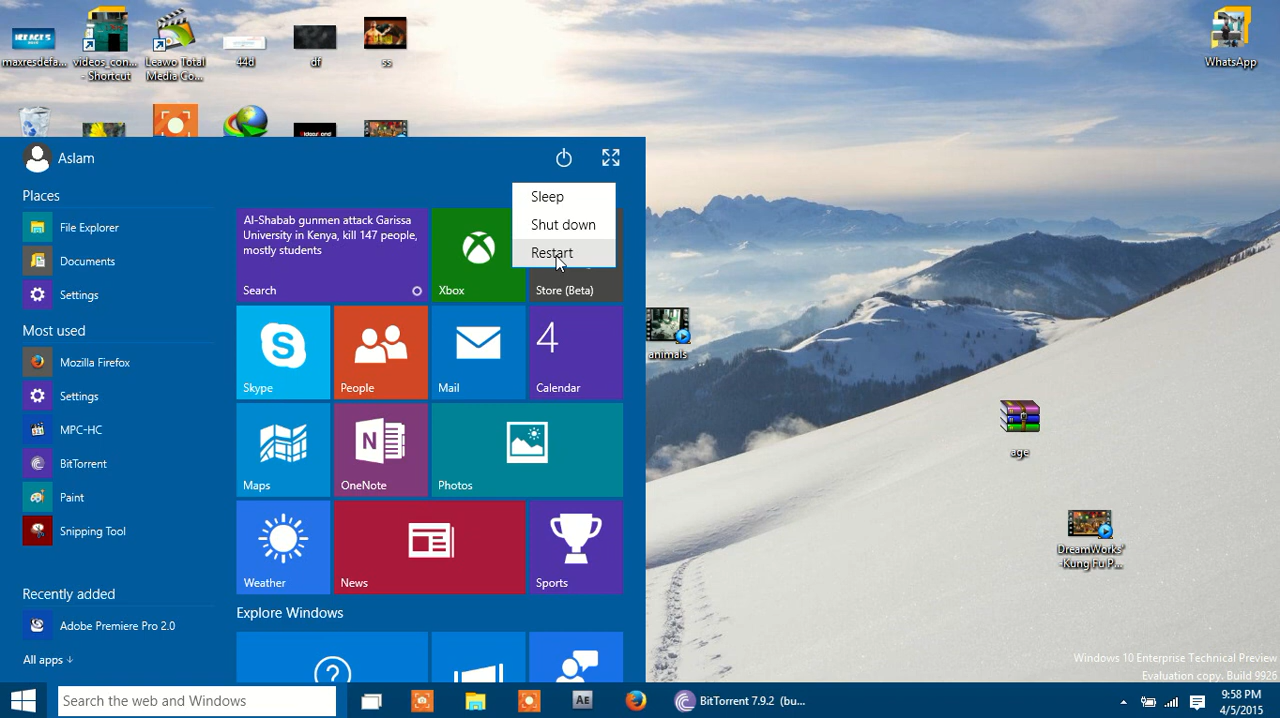 maxresdefa...
videos_con...
- Shortcut
Leawo Total
Media Co...
44d
df
ss
WhatsApp
Aslam
Sleep
Shut down
Restart
Places
File Explorer
Documents
Settings
Most used
Mozilla Firefox
Settings
MPC-HC
BitTorrent
Paint
Snipping Tool
Recently added
Adobe Premiere Pro 2.0
All apps
Al-Shabab gunmen attack Garissa
University in Kenya, kill 147 people,
mostly students
Search
Xbox
Store (Beta)
Skype
People
Mail
4
Calendar
Maps
N
OneNote
Photos
Weather
News
Sports
Explore Windows
animals
age
DreamWorks'
-Kung Fu P...
Windows 10 Enterprise Technical Preview
Evaluation copy. Build 9926
Search the web and Windows
AE
BitTorrent 7.9.2 (bu...
9:58 PM
4/5/2015